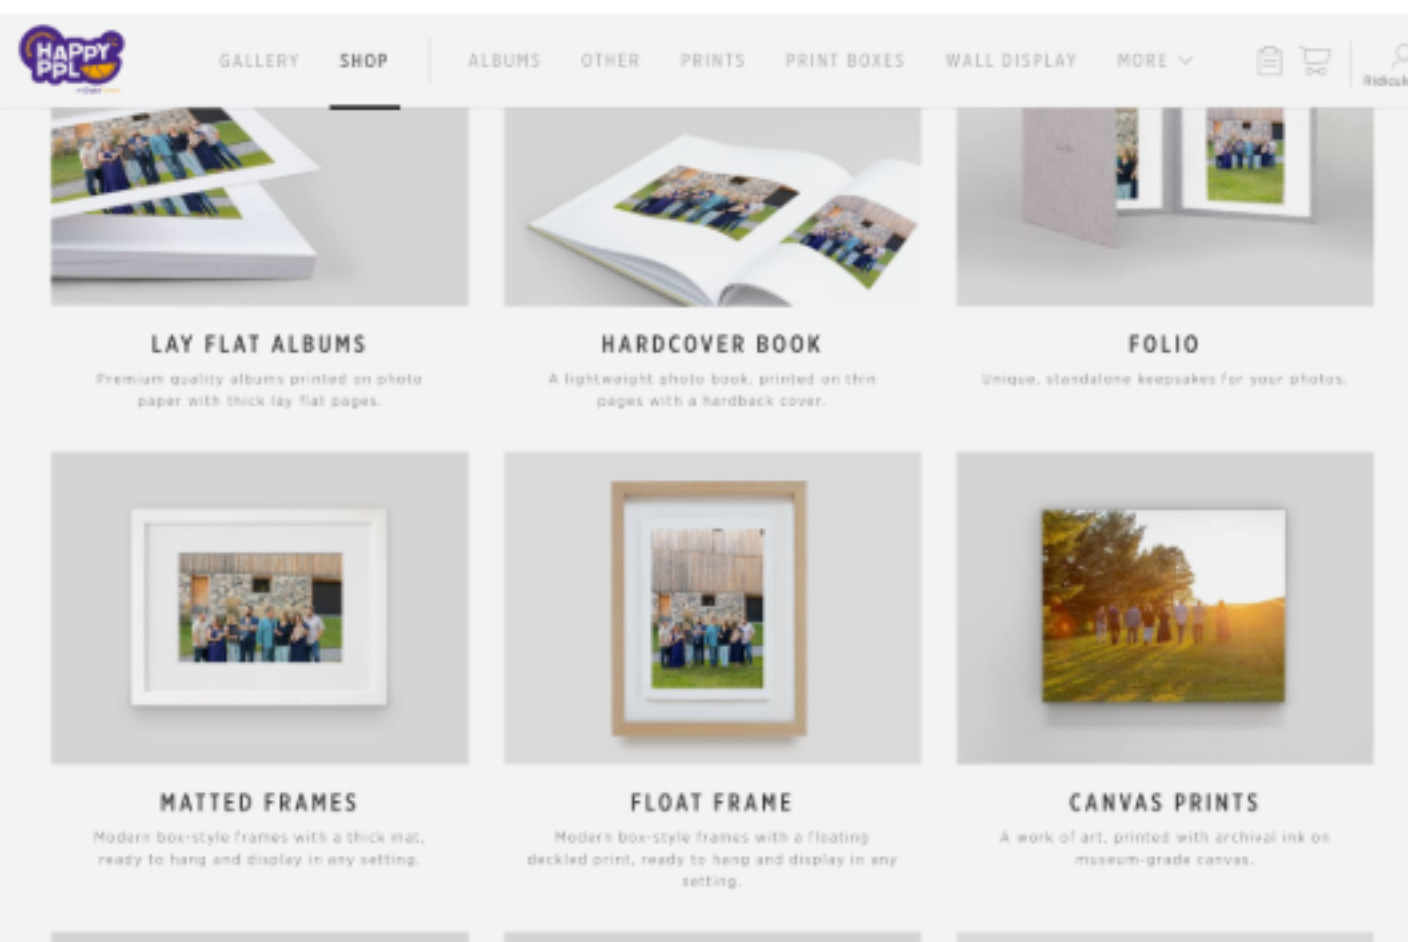 HAPPY
PPL
GALLERY SHOP ALBUMS OTHER PRINTS PRINT BOXES WALL DISPLAY MORE
LAY FLAT ALBUMS
Premium quality albums printed on photo
paper with thick lay flat pages.
HARDCOVER BOOK
A lightweight photo book, printed on thin
pages with a hardback cover.
FOLIO
Unique, standalone keepsakes for your photos.
MATTED FRAMES
Modern box-style frames with a thick mat,
ready to hang and display in any setting.
FLOAT FRAME
Modern box-style frames with a floating
deckled print, ready to hang and display in any
setting.
CANVAS PRINTS
A work of art, printed with archival ink on
museum-grade canvas.